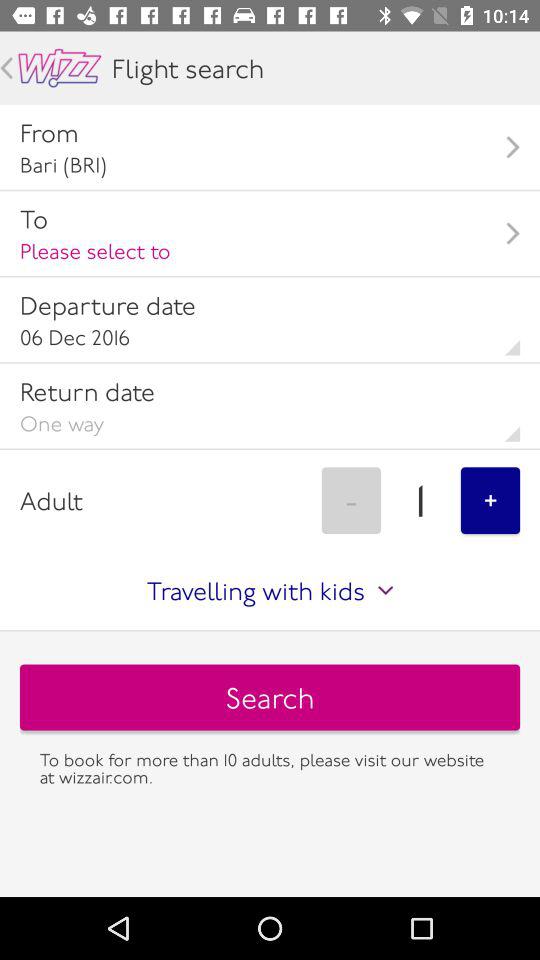 10:14
WIZZ Flight search
From
Bari (BRI)
To
Please select to
Departure date
06 Dec 2016
Return date
One way
Adult - 1 +
Travelling with kids
Search
To book for more than 10 adults, please visit our website
at wizzair.com.